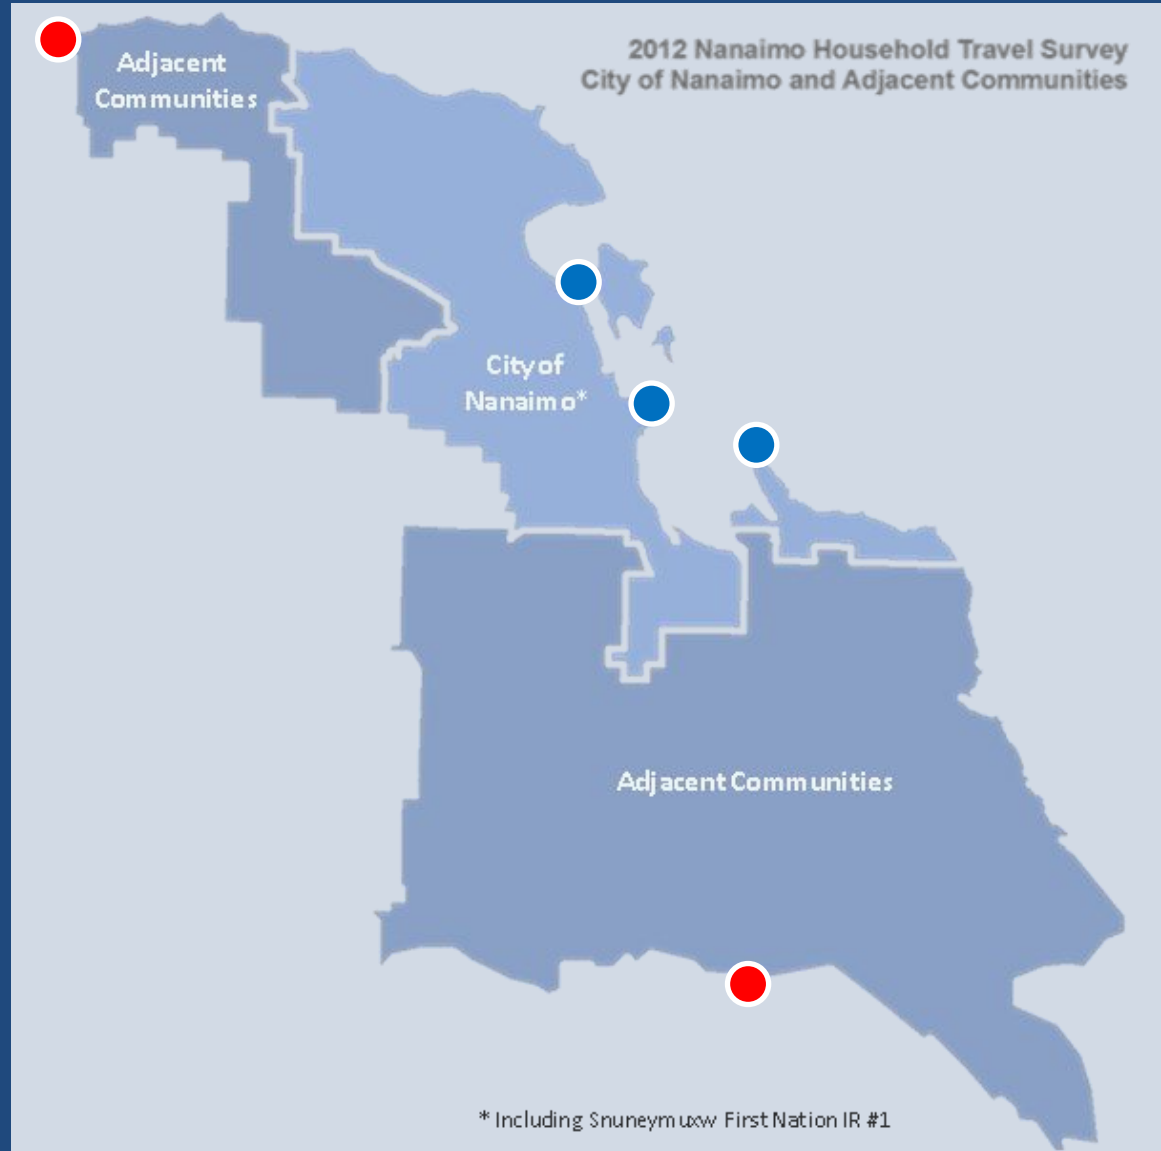 2012 Nanaimo Household Travel Survey
City of Nanaimo and Adjacent Communities
Adjacent
Communities
City of
Nanaimo*
Adjacent Communities
* Including Snuneymuxw First Nation IR #1